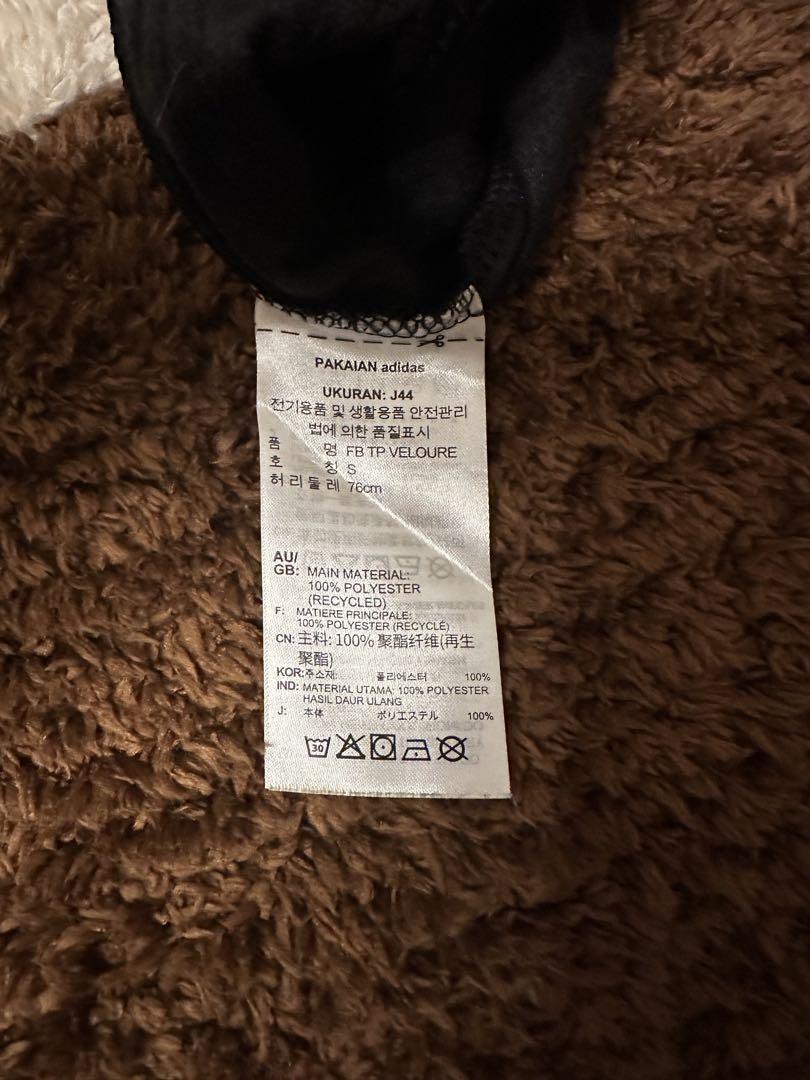 PAKAIAN adidas
UKURAN: J44
전기용품 및 생활용품 안전관리
법에 의한 품질표시
품 명 FB TP VELOURE
호 칭 S
허 리 둘 레 76cm
AU/
GB: MAIN MATERIAL:
100% POLYESTER
(RECYCLED)
F: MATIERE PRINCIPALE:
100% POLYESTER (RECYCLÉ)
CN: 主料: 100% 聚酯纤维(再生
聚酯)
KOR: 주소재: 폴리에스터 100%
IND: MATERIAL UTAMA: 100% POLYESTER
HASIL DAUR ULANG
J: 本体 ポリエステル 100%
30